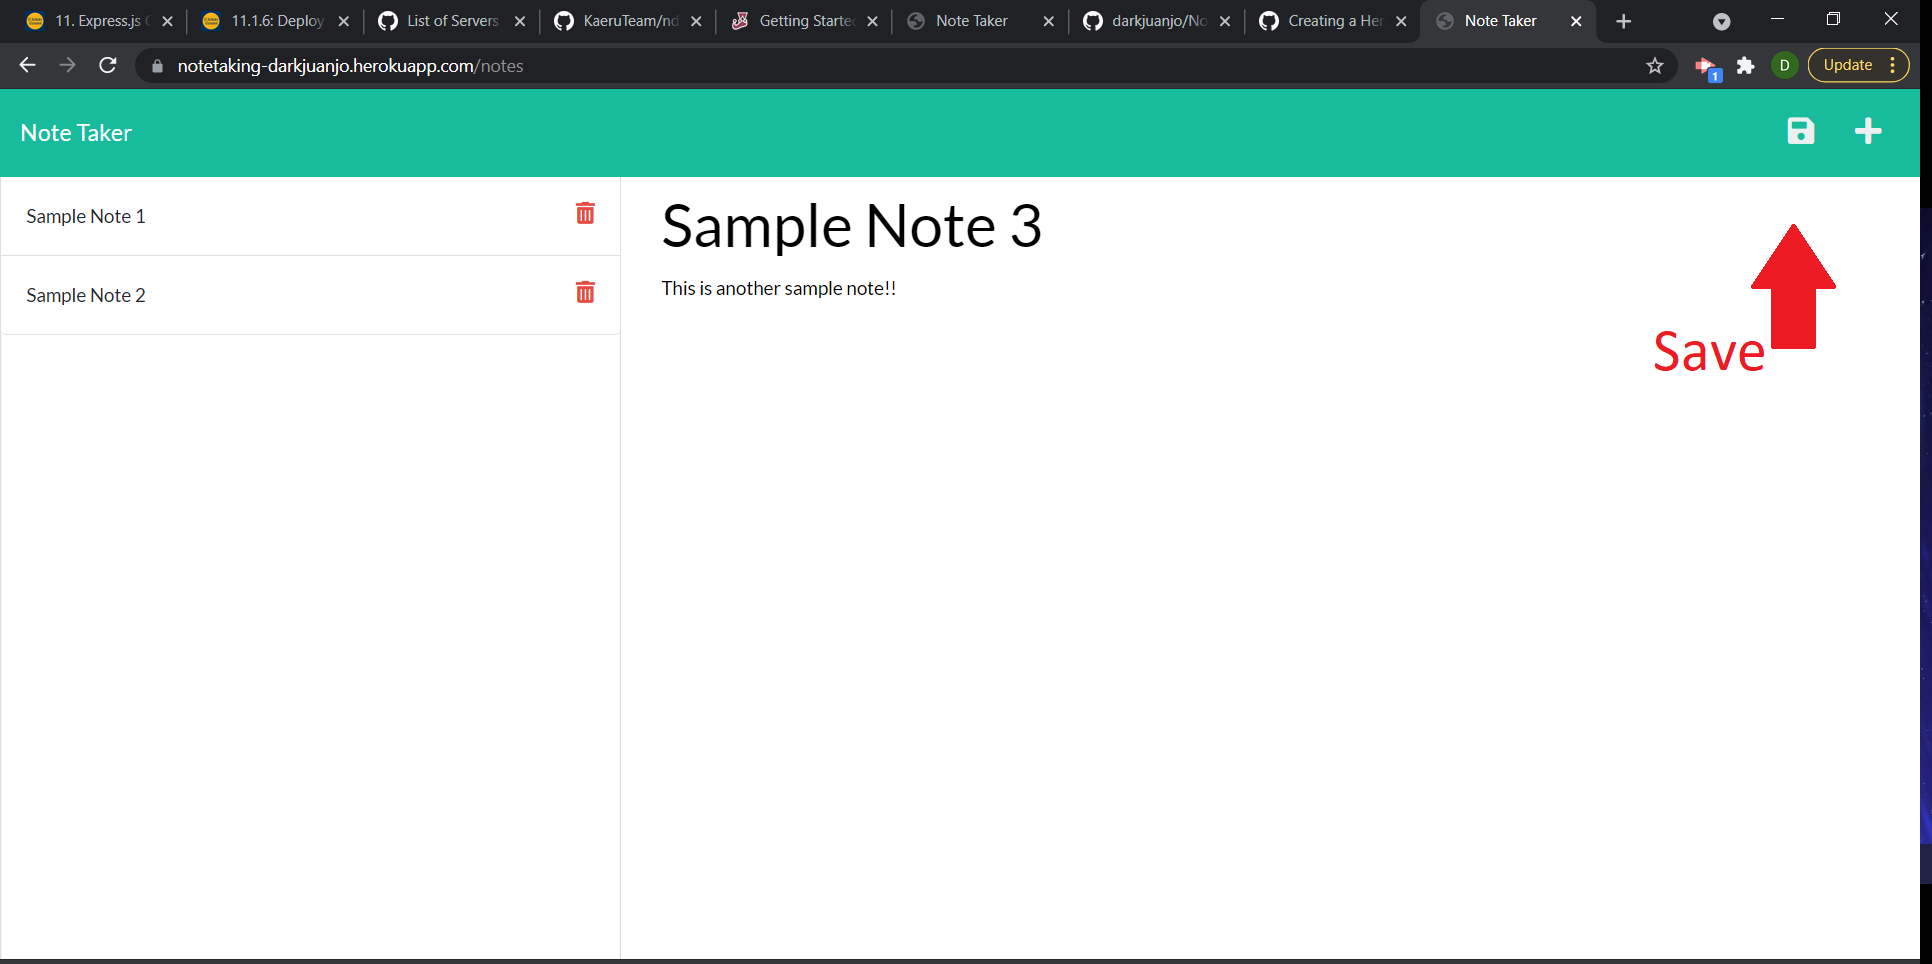 11. Express.js
11.1.6: Deploy
List of Servers
KaeruTeam/nd
Getting Started
Note Taker
darkjuanjo/No
Creating a Her
Note Taker
notetaking-darkjuanjo.herokuapp.com/notes
1
D
Update
Note Taker
Sample Note 1
Sample Note 2
Sample Note 3
This is another sample note!!
Save